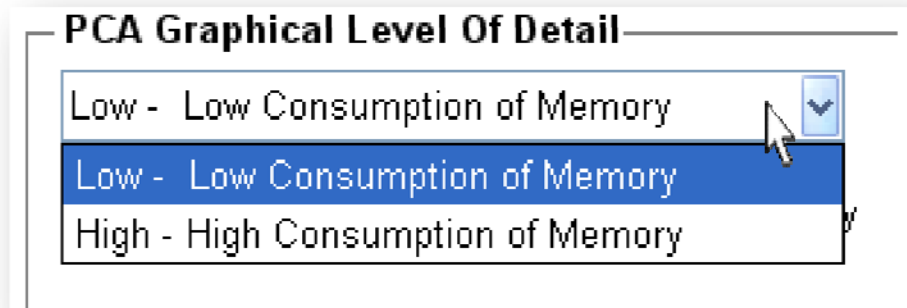 PCA Graphical Level Of Detail
Low -  Low Consumption of Memory
Low -  Low Consumption of Memory
High - High Consumption of Memory